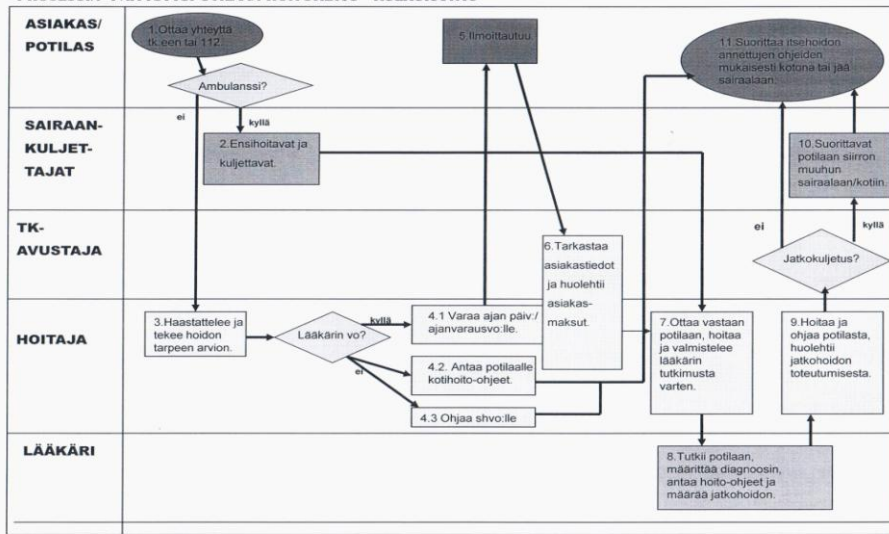 ASIAKAS/
POTILAS
1.Ottaa yhteyttä
tk:een tai 112.
Ambulanssi?
ei
kyllä
5.Ilmoittautuu
11.Suorittaa itsehoidon
annettujen ohjeiden
mukaisesti kotona tai jää
sairaalaan.
SAIRAAN-
KULJET-
TAJAT
2.Ensihoitavat ja
kuljettavat.
10.Suorittavat
potilaan siirron
muuhun
sairaalaan/kotiin.
TK-
AVUSTAJA
6.Tarkastaa
asiakastiedot
ja huolehtii
asiakas-
maksut.
ei
kyllä
Jatkokuljetus?
HOITAJA
3.Haastattelee ja
tekee hoidon
tarpeen arvion.
Lääkärin vo?
kyllä
ei
4.1 Varaa ajan päiv:/
ajanvarausvo:lle.
4.2. Antaa potilaalle
kotihoito-ohjeet.
4.3 Ohjaa shvo:lle
7.Ottaa vastaan
potilaan, hoitaa
ja valmistelee
lääkärin
tutkimusta
varten.
9.Hoitaa ja
ohjaa potilasta,
huolehtii
jatkohoidon
toteutumisesta.
LÄÄKÄRI
8.Tutkii potilaan,
määrittää diagnoosin,
antaa hoito-ohjeet ja
määrää jatkohoidon.